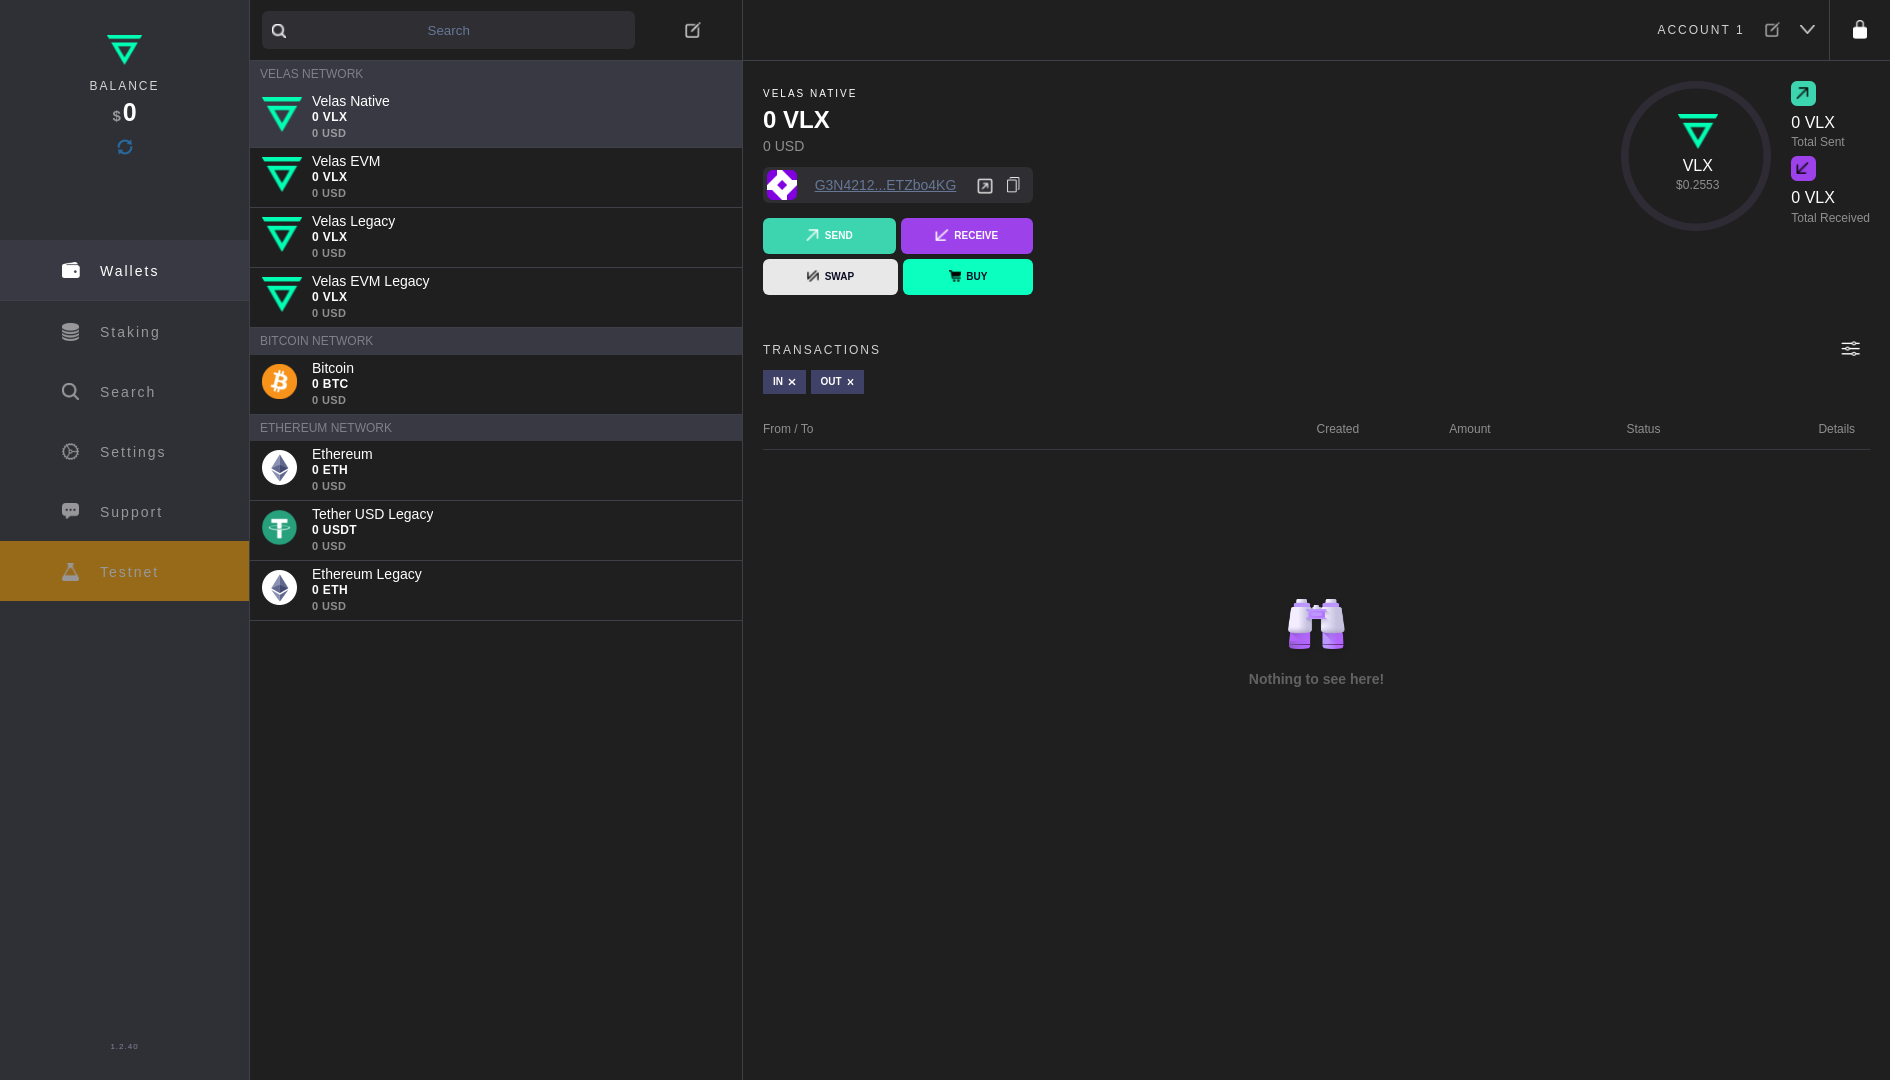 BALANCE
$0
Wallets
Staking
Search
Settings
Support
Testnet
1.2.40
Search
VELAS NETWORK
Velas Native
0 VLX
0 USD
Velas EVM
0 VLX
0 USD
Velas Legacy
0 VLX
0 USD
Velas EVM Legacy
0 VLX
0 USD
BITCOIN NETWORK
Bitcoin
0 BTC
0 USD
ETHEREUM NETWORK
Ethereum
0 ETH
0 USD
Tether USD Legacy
0 USDT
0 USD
Ethereum Legacy
0 ETH
0 USD
ACCOUNT 1
VELAS NATIVE
0 VLX
0 USD
G3N4212...ETZbo4KG
SEND
RECEIVE
SWAP
BUY
VLX
$0.2553
0 VLX
Total Sent
0 VLX
Total Received
TRANSACTIONS
IN ×
OUT ×
From / To Created Amount Status Details
Nothing to see here!